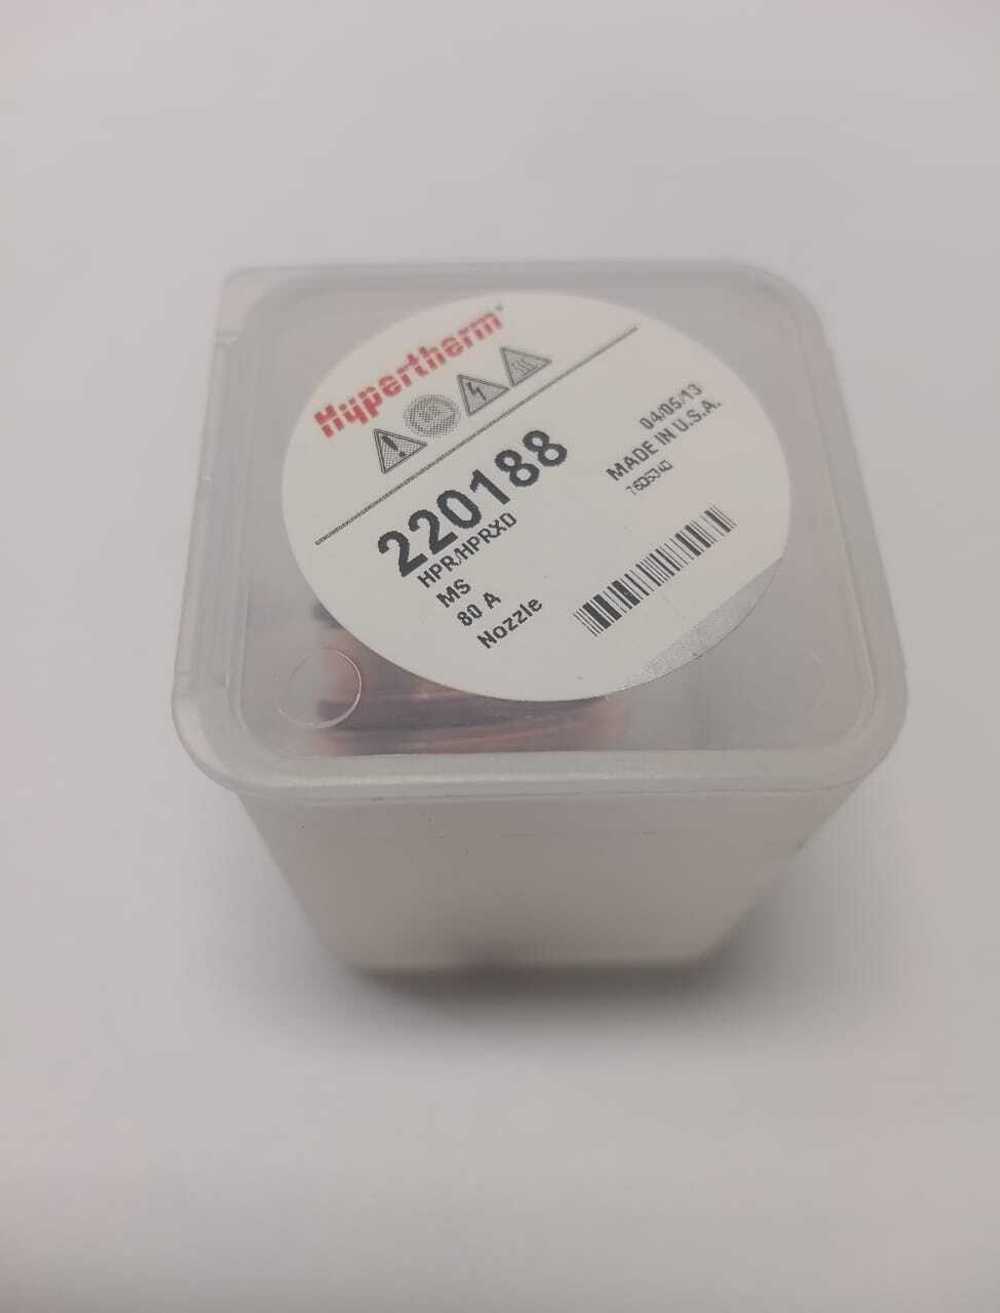 Hypertherm®
220188
HPR/HPRXD
MS
80 A
Nozzle
04/05/13
MADE IN U.S.A.